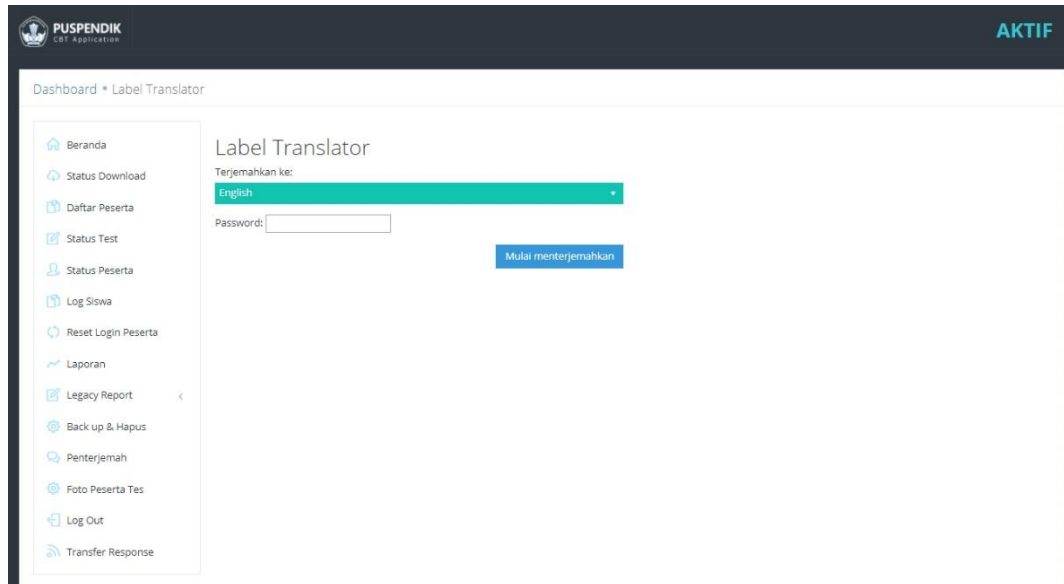 PUSPENDIK
CBT Application
AKTIF
Dashboard • Label Translator
Beranda
Status Download
Daftar Peserta
Status Test
Status Peserta
Log Siswa
Reset Login Peserta
Laporan
Legacy Report
Back up & Hapus
Penterjemah
Foto Peserta Tes
Log Out
Transfer Response
Label Translator
Terjemahkan ke:
English
Password:
Mulai menterjemahkan